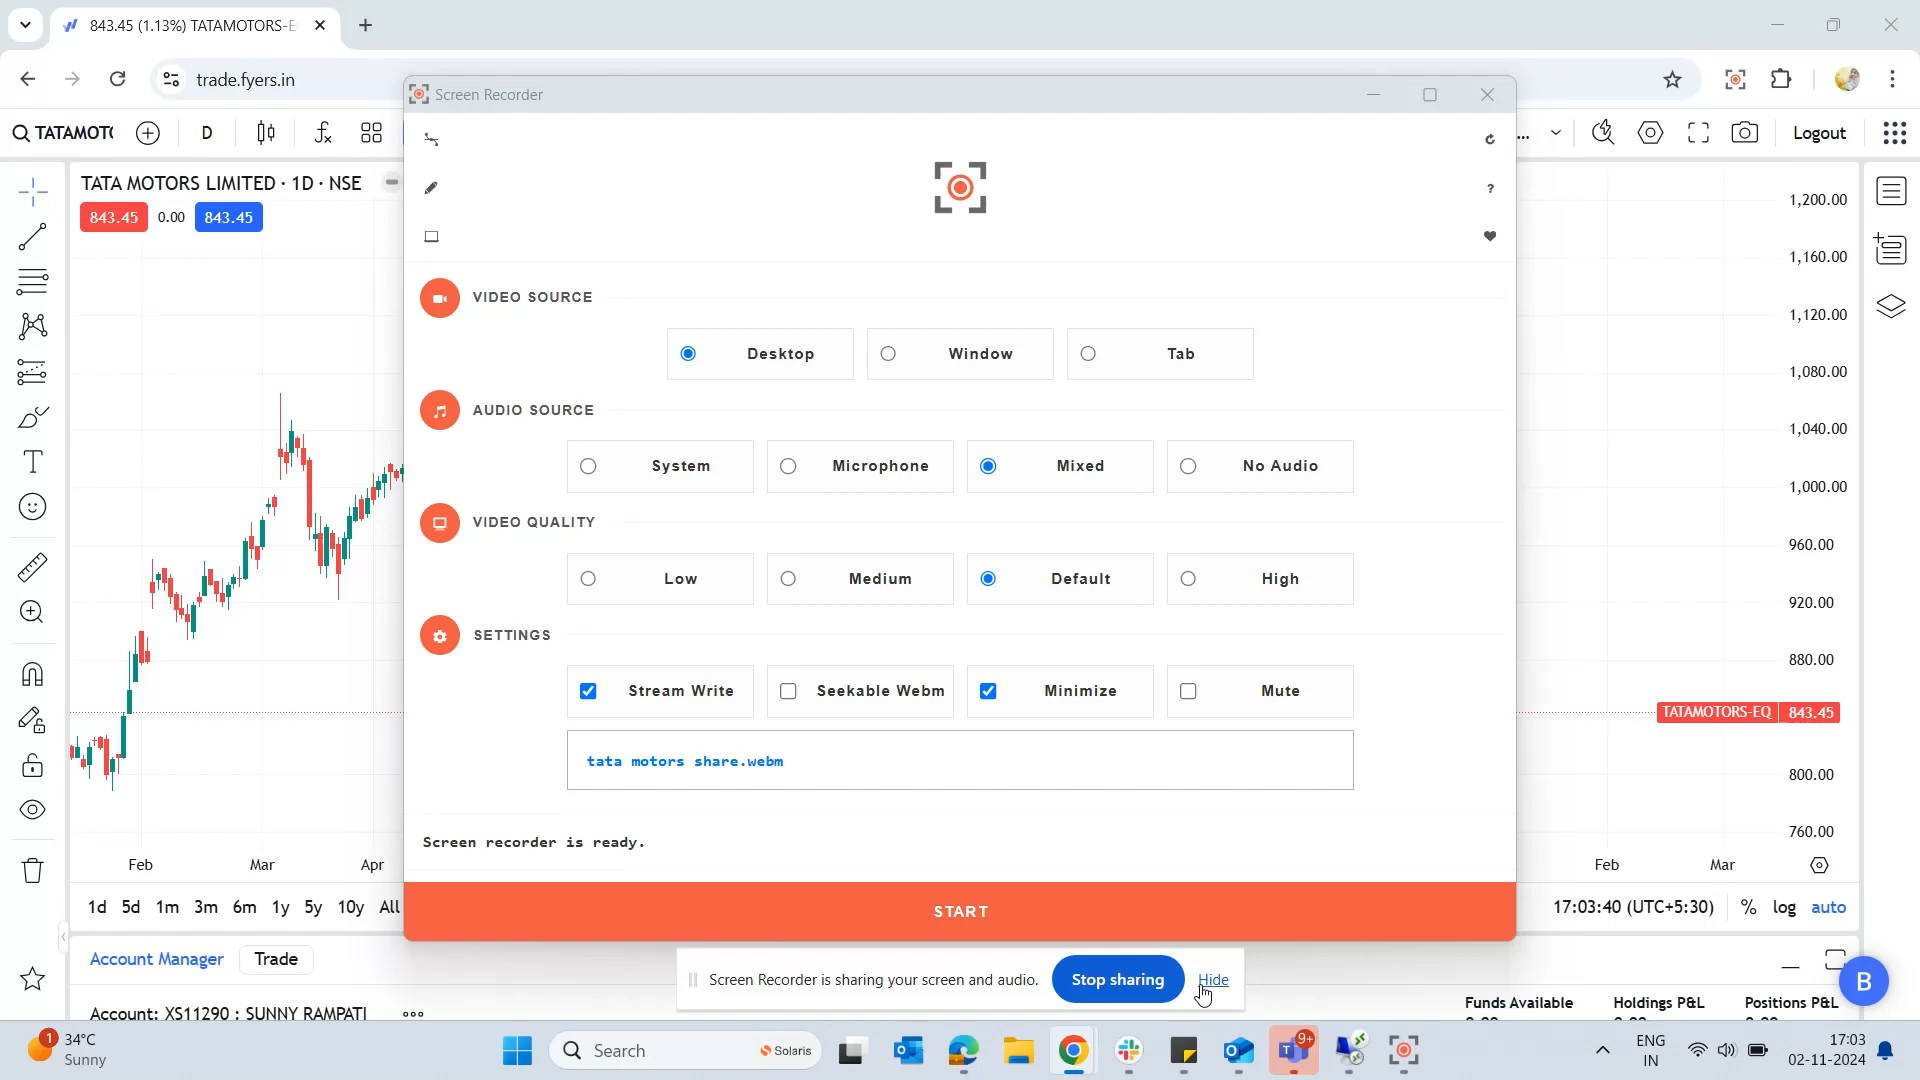 843.45 (1.13%) TATAMOTORS-E
trade.fyers.in
Screen Recorder
TATAMOTO
D
...
Logout
TATA MOTORS LIMITED · 1D · NSE
843.45
0.00
843.45
?
VIDEO SOURCE
Desktop
Window
Tab
AUDIO SOURCE
System
Microphone
Mixed
No Audio
VIDEO QUALITY
Low
Medium
Default
High
SETTINGS
Stream Write
Seekable Webm
Minimize
Mute
tata motors share.webm
Screen recorder is ready.
START
1,200.00
1,160.00
1,120.00
1,080.00
1,040.00
1,000.00
960.00
920.00
880.00
TATAMOTORS-EQ 843.45
800.00
760.00
Feb
Mar
Apr
Feb
Mar
1d 5d 1m 3m 6m 1y 5y 10y All
17:03:40 (UTC+5:30)
% log auto
Account Manager
Trade
Screen Recorder is sharing your screen and audio.
Stop sharing
Hide
B
Account: XS11290 : SUNNY RAMPATI
Funds Available
Holdings P&L
Positions P&L
1
34°C
Sunny
Search
Solaris
9+
ENG
IN
17:03
02-11-2024